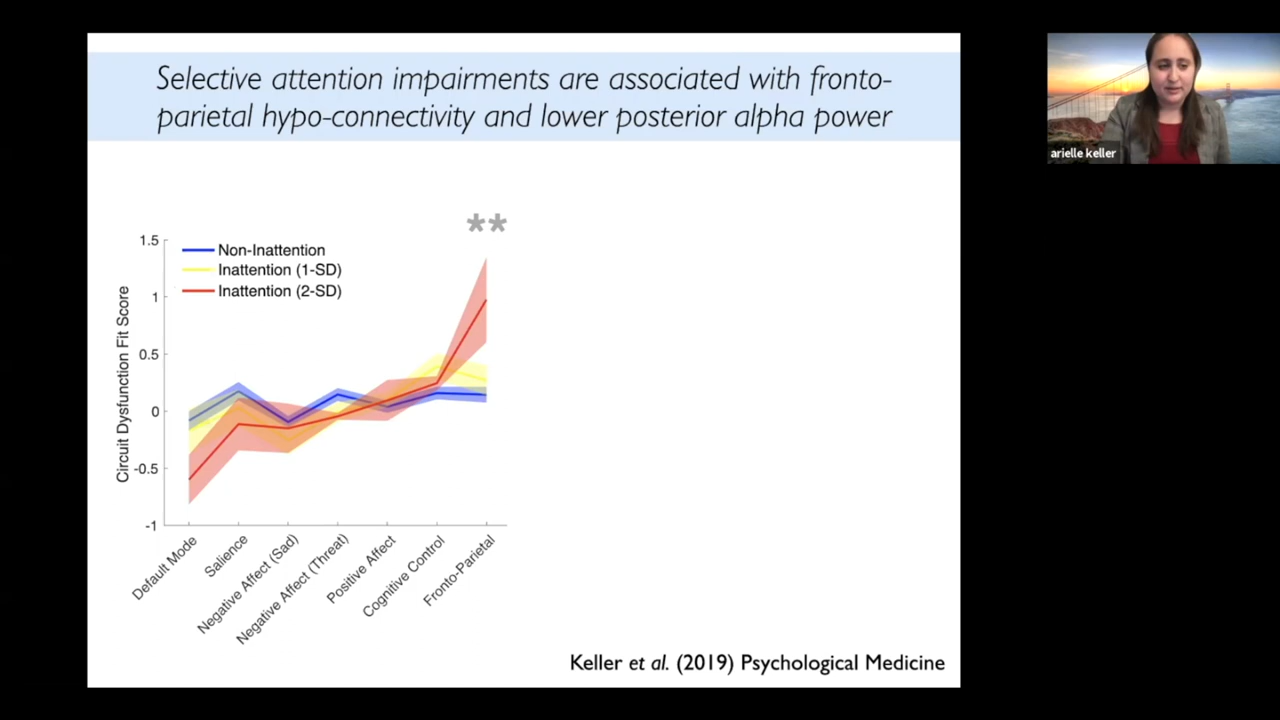 Selective attention impairments are associated with fronto-
parietal hypo-connectivity and lower posterior alpha power
arielle keller
**
1.5
1
0.5
0
-0.5
-1
Circuit Dysfunction Fit Score
Non-Inattention
Inattention (1-SD)
Inattention (2-SD)
Default Mode
Salience
Negative Affect (Sad)
Negative Affect (Threat)
Positive Affect
Cognitive Control
Fronto-Parietal
Keller et al. (2019) Psychological Medicine